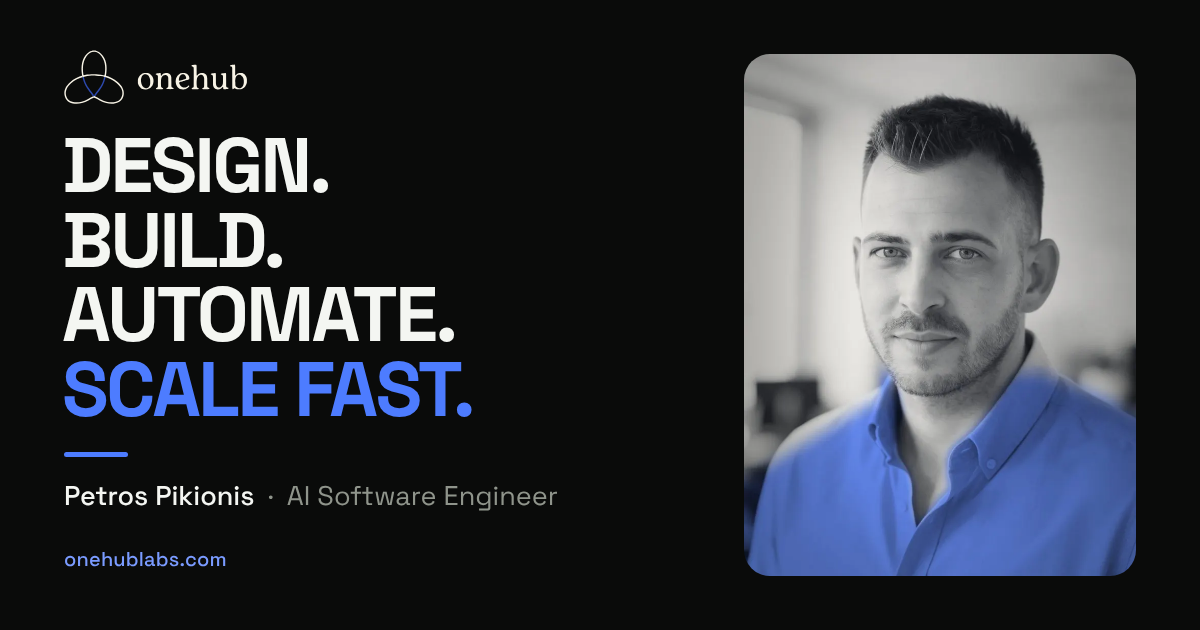 onehub
DESIGN.
BUILD.
AUTOMATE.
SCALE FAST.
Petros Pikionis · AI Software Engineer
onehublabs.com